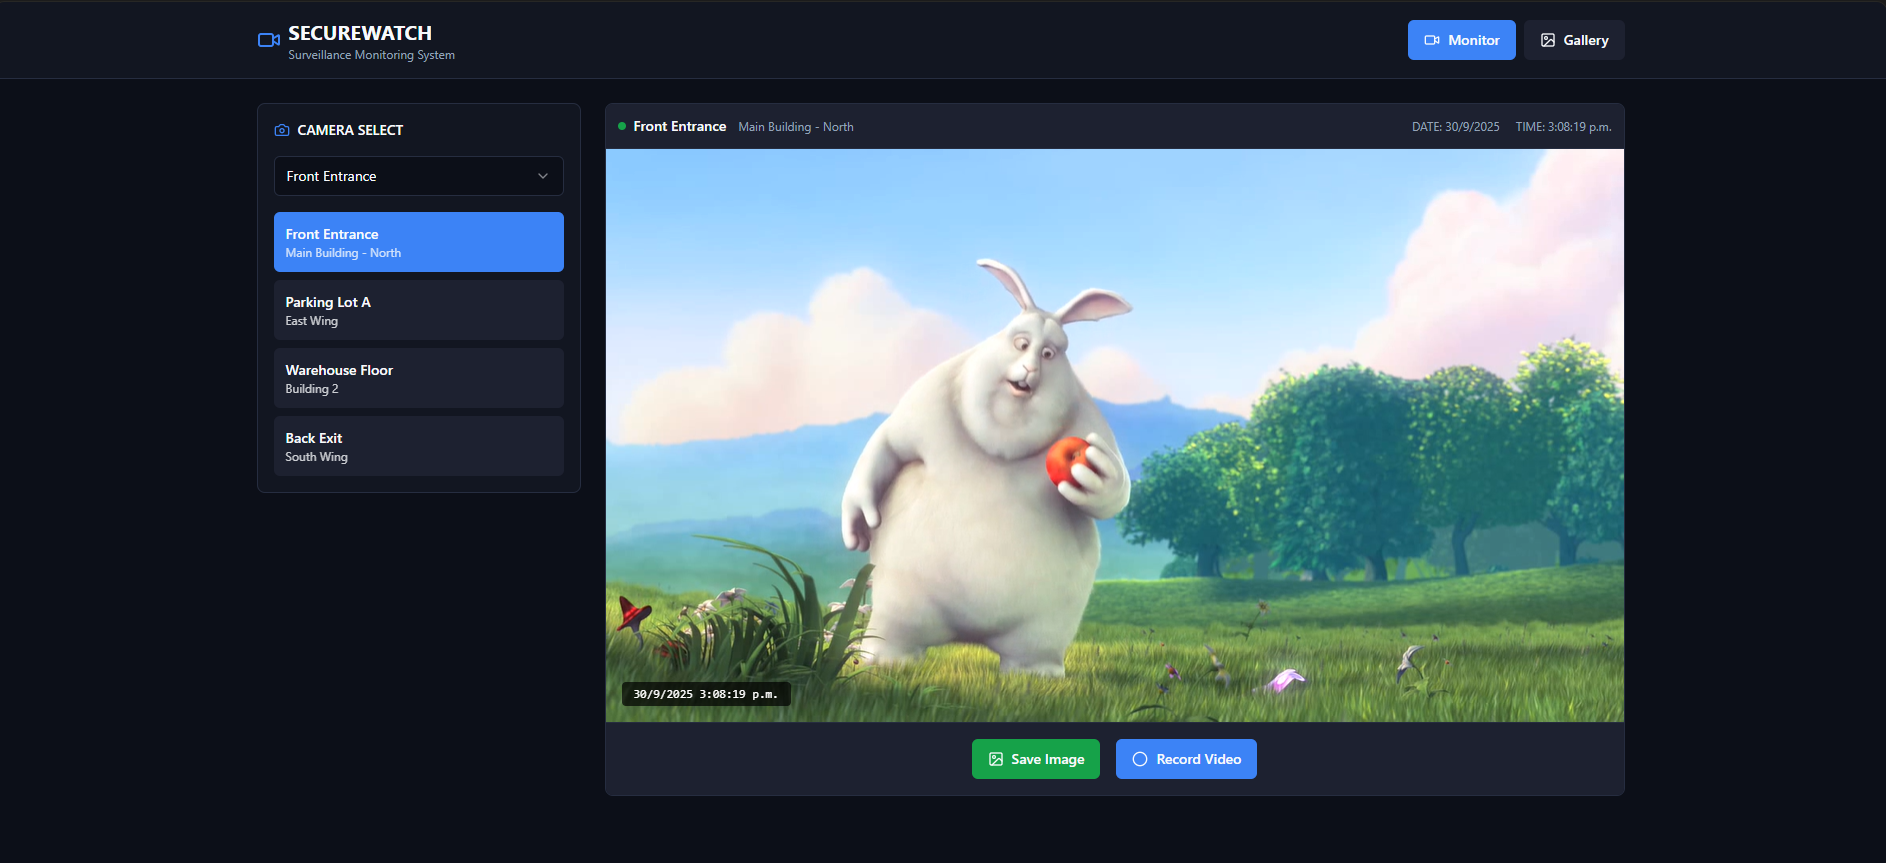 SECUREWATCH
Surveillance Monitoring System
Monitor
Gallery
CAMERA SELECT
Front Entrance
Front Entrance
Main Building - North
Parking Lot A
East Wing
Warehouse Floor
Building 2
Back Exit
South Wing
Front Entrance Main Building - North DATE: 30/9/2025 TIME: 3:08:19 p.m.
30/9/2025 3:08:19 p.m.
Save Image
Record Video